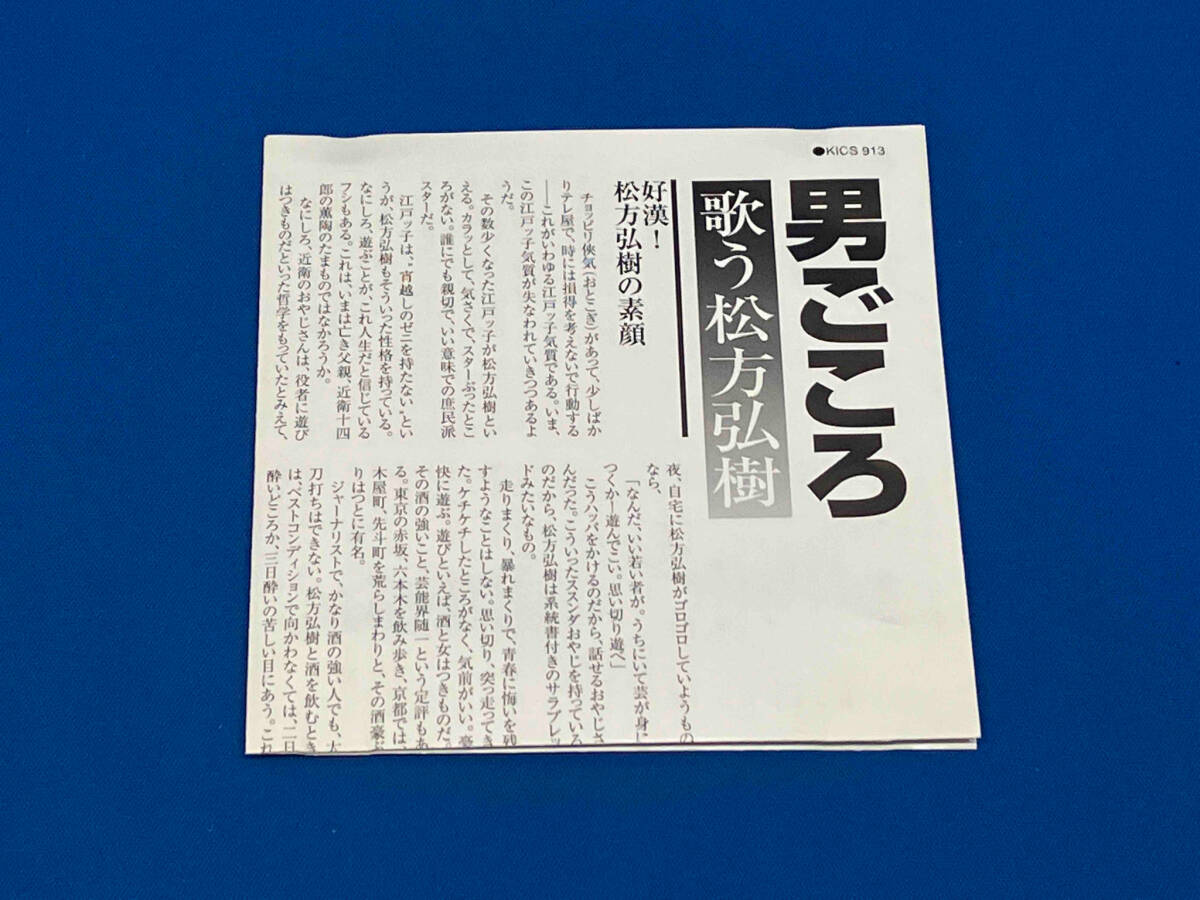 ●KICS 913
男ごころ
歌う松方弘樹
好漢!
松方弘樹の素顔
チョッピリ侠気(おとこぎ)があって、少しばか
りテレ屋で、時には損得を考えないで行動する
──これがいわゆる江戸ッ子気質である。いま、
この江戸ッ子気質が失なわれていきつつあるよ
うだ。
その数少くなった江戸ッ子が松方弘樹とい
える。カラッとして、気さくで、スターぶったとこ
ろがない。誰にでも親切で、いい意味での庶民派
スターだ。
江戸ッ子は、“宵越しのゼニを持たない”とい
うが、松方弘樹もそういった性格を持っている。
なにしろ、遊ぶことが、これ人生だと信じている
フシもある。これは、いまは亡き父親、近衛十四
郎の薫陶のたまものではなかろうか。
なにしろ、近衛のおやじさんは、役者に遊び
はつきものだといった哲学をもっていたとみえて、
夜、自宅に松方弘樹がゴロゴロしていようもの
なら、
「なんだ、いい若い者が。うちにいて芸が身に
つくか─遊んでこい。思い切り遊べ」
こうハッパをかけるのだから、話せるおやじさ
んだった。こういったススンダおやじを持っている
のだから、松方弘樹は系統書付きのサラブレッ
ドみたいなもの。
走りまくり、暴れまくりで、青春に悔いを残
すようなことはしない。思い切り、突っ走ってき
た。ケチケチしたところがなく、気前がいい。豪
快に遊ぶ。遊びといえば、酒と女はつきものだ。
その酒の強いこと、芸能界随一という定評もあ
る。東京の赤坂、六本木を飲み歩き、京都では、
木屋町、先斗町を荒らしまわりと、その酒豪ぶ
りはつとに有名。
ジャーナリストで、かなり酒の強い人でも、太
刀打ちはできない。松方弘樹と酒を飲むとき
は、ベストコンディションで向かわなくては、二日
酔いどころか、三日酔いの苦しい目にあう。これ